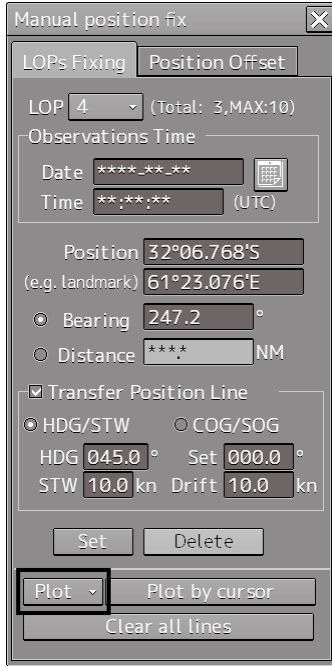 Manual position fix X
LOPs Fixing Position Offset
LOP 4 (Total: 3,MAX:10)
Observations Time
Date ****-**-**
Time **:**:** (UTC)
Position 32°06.768'S
(e.g. landmark) 61°23.076'E
Bearing 247.2 °
Distance ***.* NM
Transfer Position Line
HDG/STW COG/SOG
HDG 045.0 ° Set 000.0 °
STW 10.0 kn Drift 10.0 kn
Set Delete
Plot Plot by cursor
Clear all lines